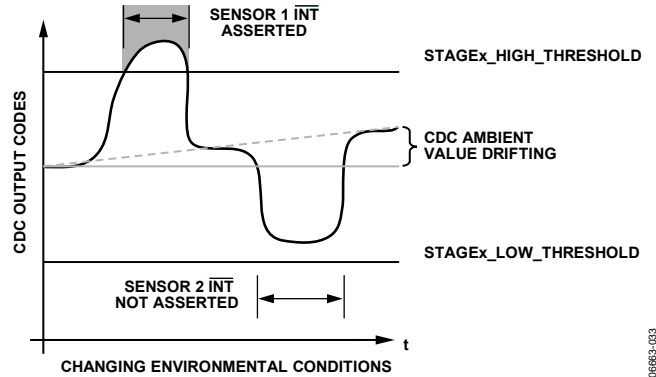 SENSOR 1 INT
ASSERTED
STAGEx_HIGH_THRESHOLD
CDC AMBIENT
VALUE DRIFTING
CDC OUTPUT CODES
STAGEx_LOW_THRESHOLD
SENSOR 2 INT
NOT ASSERTED
t
CHANGING ENVIRONMENTAL CONDITIONS
06663-033